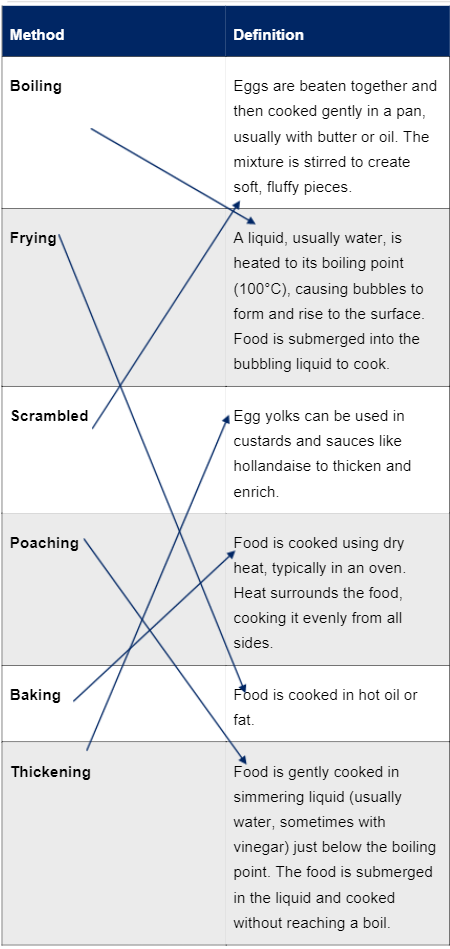 Method Definition
Boiling Eggs are beaten together and
then cooked gently in a pan,
usually with butter or oil. The
mixture is stirred to create
soft, fluffy pieces.
Frying A liquid, usually water, is
heated to its boiling point
(100°C), causing bubbles to
form and rise to the surface.
Food is submerged into the
bubbling liquid to cook.
Scrambled Egg yolks can be used in
custards and sauces like
hollandaise to thicken and
enrich.
Poaching Food is cooked using dry
heat, typically in an oven.
Heat surrounds the food,
cooking it evenly from all
sides.
Baking Food is cooked in hot oil or
fat.
Thickening Food is gently cooked in
simmering liquid (usually
water, sometimes with
vinegar) just below the boiling
point. The food is submerged
in the liquid and cooked
without reaching a boil.